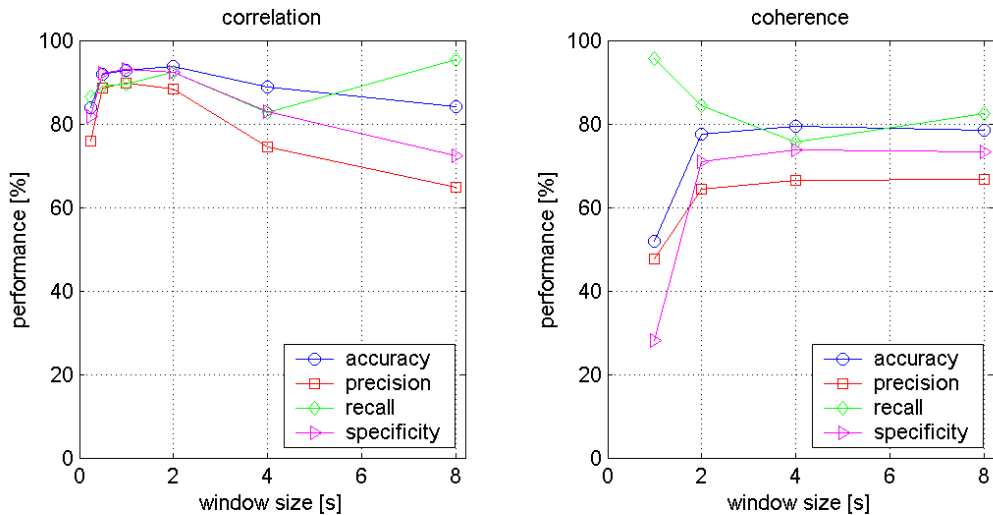 correlation
performance [%]
100
80
60
40
20
0
0 2 4 6 8
window size [s]
accuracy
precision
recall
specificity
coherence
performance [%]
100
80
60
40
20
0
0 2 4 6 8
window size [s]
accuracy
precision
recall
specificity